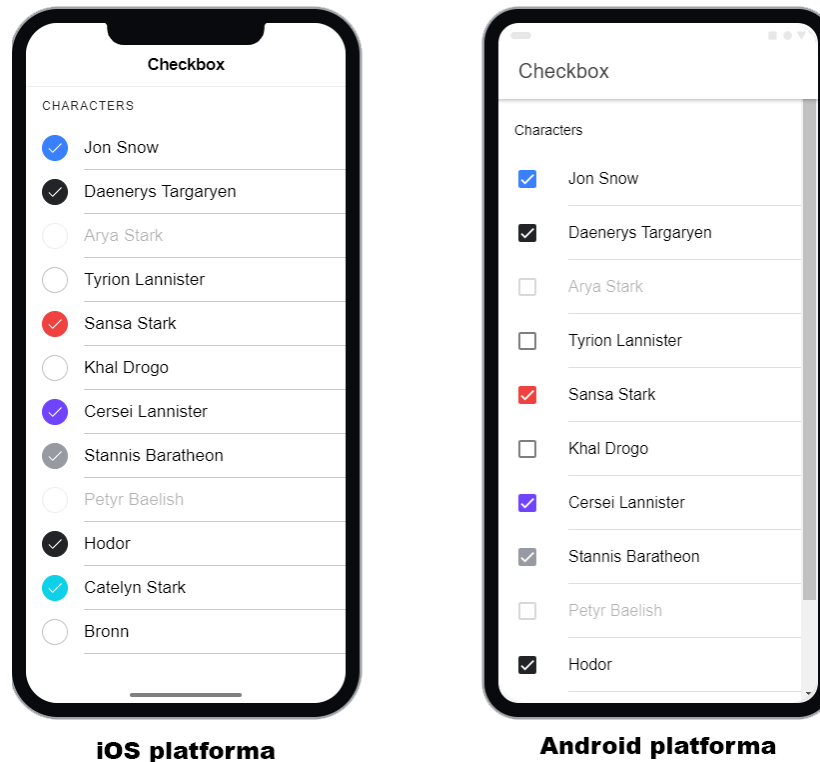 Checkbox
CHARACTERS
Jon Snow
Daenerys Targaryen
Arya Stark
Tyrion Lannister
Sansa Stark
Khal Drogo
Cersei Lannister
Stannis Baratheon
Petyr Baelish
Hodor
Catelyn Stark
Bronn
iOS platforma
Checkbox
Characters
Jon Snow
Daenerys Targaryen
Arya Stark
Tyrion Lannister
Sansa Stark
Khal Drogo
Cersei Lannister
Stannis Baratheon
Petyr Baelish
Hodor
Android platforma